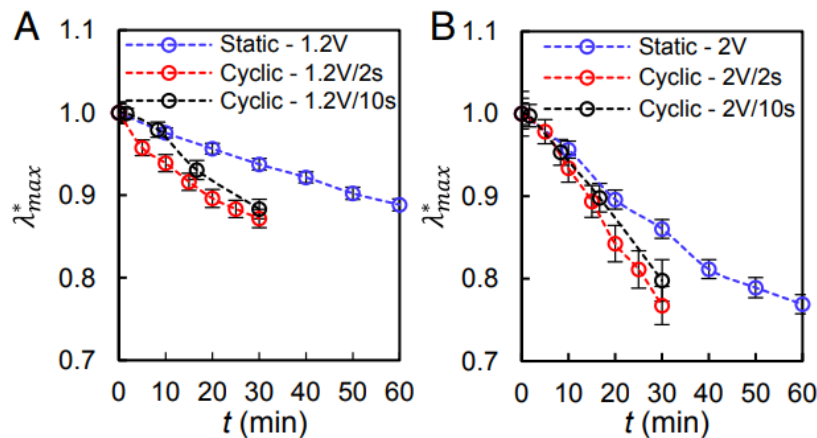 A
1.1
1.0
0.9
0.8
0.7
λ*max
Static - 1.2V
Cyclic - 1.2V/2s
Cyclic - 1.2V/10s
0 10 20 30 40 50 60
t (min)
B
1.1
1.0
0.9
0.8
0.7
λ*max
Static - 2V
Cyclic - 2V/2s
Cyclic - 2V/10s
0 10 20 30 40 50 60
t (min)